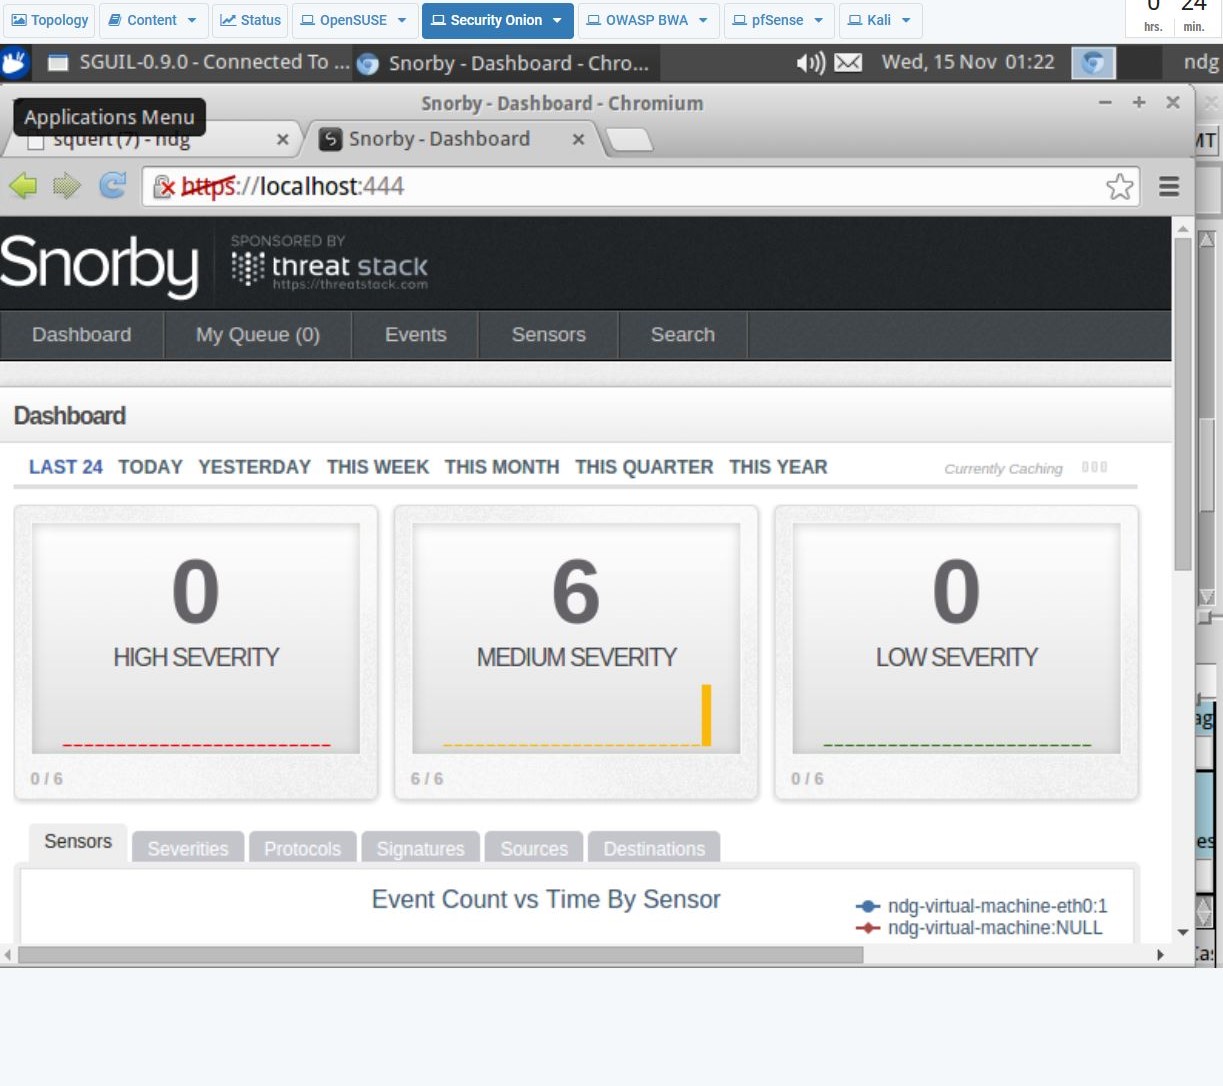 Topology Content Status OpenSUSE Security Onion OWASP BWA pfSense Kali 0 24
hrs. min.
SGUIL-0.9.0 - Connected To ... Snorby - Dashboard - Chro... Wed, 15 Nov 01:22 ndg
Snorby - Dashboard - Chromium
Applications Menu
squert (7) - ndg Snorby - Dashboard
https://localhost:444
Snorby
SPONSORED BY
threat stack
https://threatstack.com
Dashboard My Queue (0) Events Sensors Search
Dashboard
LAST 24 TODAY YESTERDAY THIS WEEK THIS MONTH THIS QUARTER THIS YEAR Currently Caching
0 6 0
HIGH SEVERITY MEDIUM SEVERITY LOW SEVERITY
0 / 6 6 / 6 0 / 6
Sensors Severities Protocols Signatures Sources Destinations
Event Count vs Time By Sensor
ndg-virtual-machine-eth0:1
ndg-virtual-machine:NULL